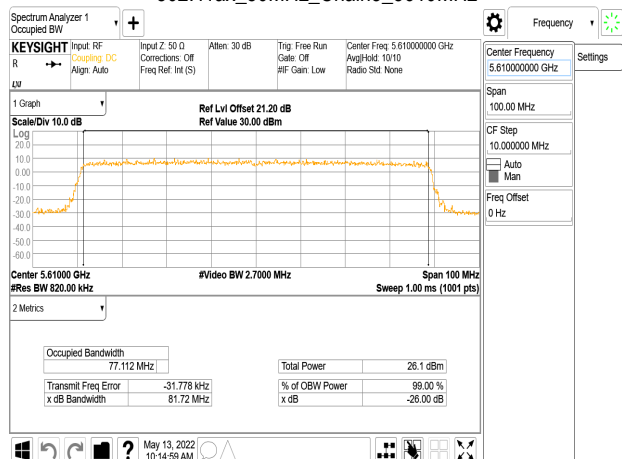 Spectrum Analyzer 1
Occupied BW
Frequency
KEYSIGHT
Input: RF
Coupling: DC
Align: Auto
Input Z: 50 Ω
Corrections: Off
Freq Ref: Int (S)
Atten: 30 dB
Trig: Free Run
Gate: Off
#IF Gain: Low
Center Freq: 5.610000000 GHz
Avg|Hold: 10/10
Radio Std: None
R
LXI
Center Frequency
5.610000000 GHz
Settings
Span
100.00 MHz
CF Step
10.000000 MHz
Auto
Man
Freq Offset
0 Hz
1 Graph
Scale/Div 10.0 dB
Ref Lvl Offset 21.20 dB
Ref Value 30.00 dBm
Log
20.0
10.0
0.00
-10.0
-20.0
-30.0
-40.0
-50.0
-60.0
Center 5.61000 GHz
#Video BW 2.7000 MHz
Span 100 MHz
#Res BW 820.00 kHz
Sweep 1.00 ms (1001 pts)
2 Metrics
Occupied Bandwidth
77.112 MHz
Total Power 26.1 dBm
Transmit Freq Error -31.778 kHz
% of OBW Power 99.00 %
x dB Bandwidth 81.72 MHz
x dB -26.00 dB
May 13, 2022
10:14:59 AM